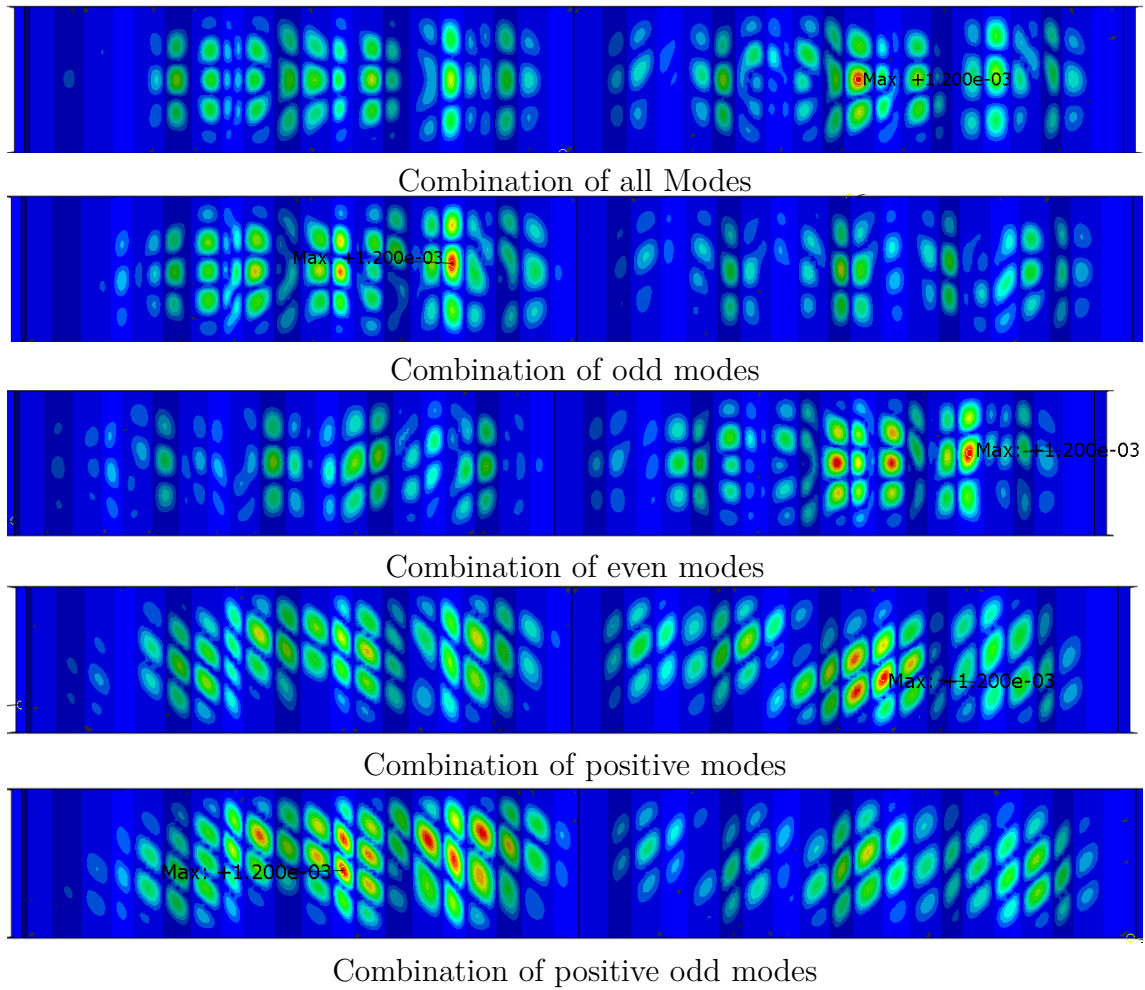 Max: +1.200e-03
Combination of all Modes
Max: +1.200e-03
Combination of odd modes
Max: +1.200e-03
Combination of even modes
Max: +1.200e-03
Combination of positive modes
Max: +1.200e-03
Combination of positive odd modes